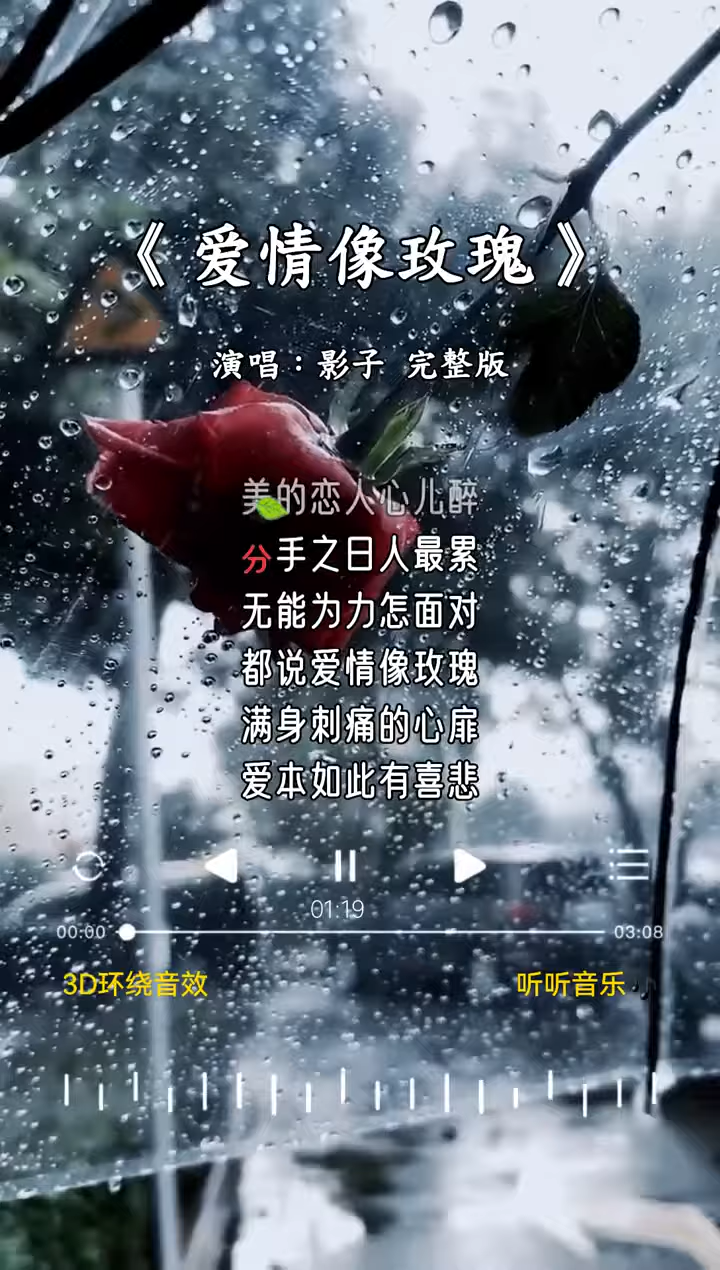 《爱情像玫瑰》
演唱：影子 完整版
美的恋人心儿醉
分手之日人最累
无能为力怎面对
都说爱情像玫瑰
满身刺痛的心扉
爱本如此有喜悲
01:19
00:00 03:08
3D环绕音效 听听音乐🎶